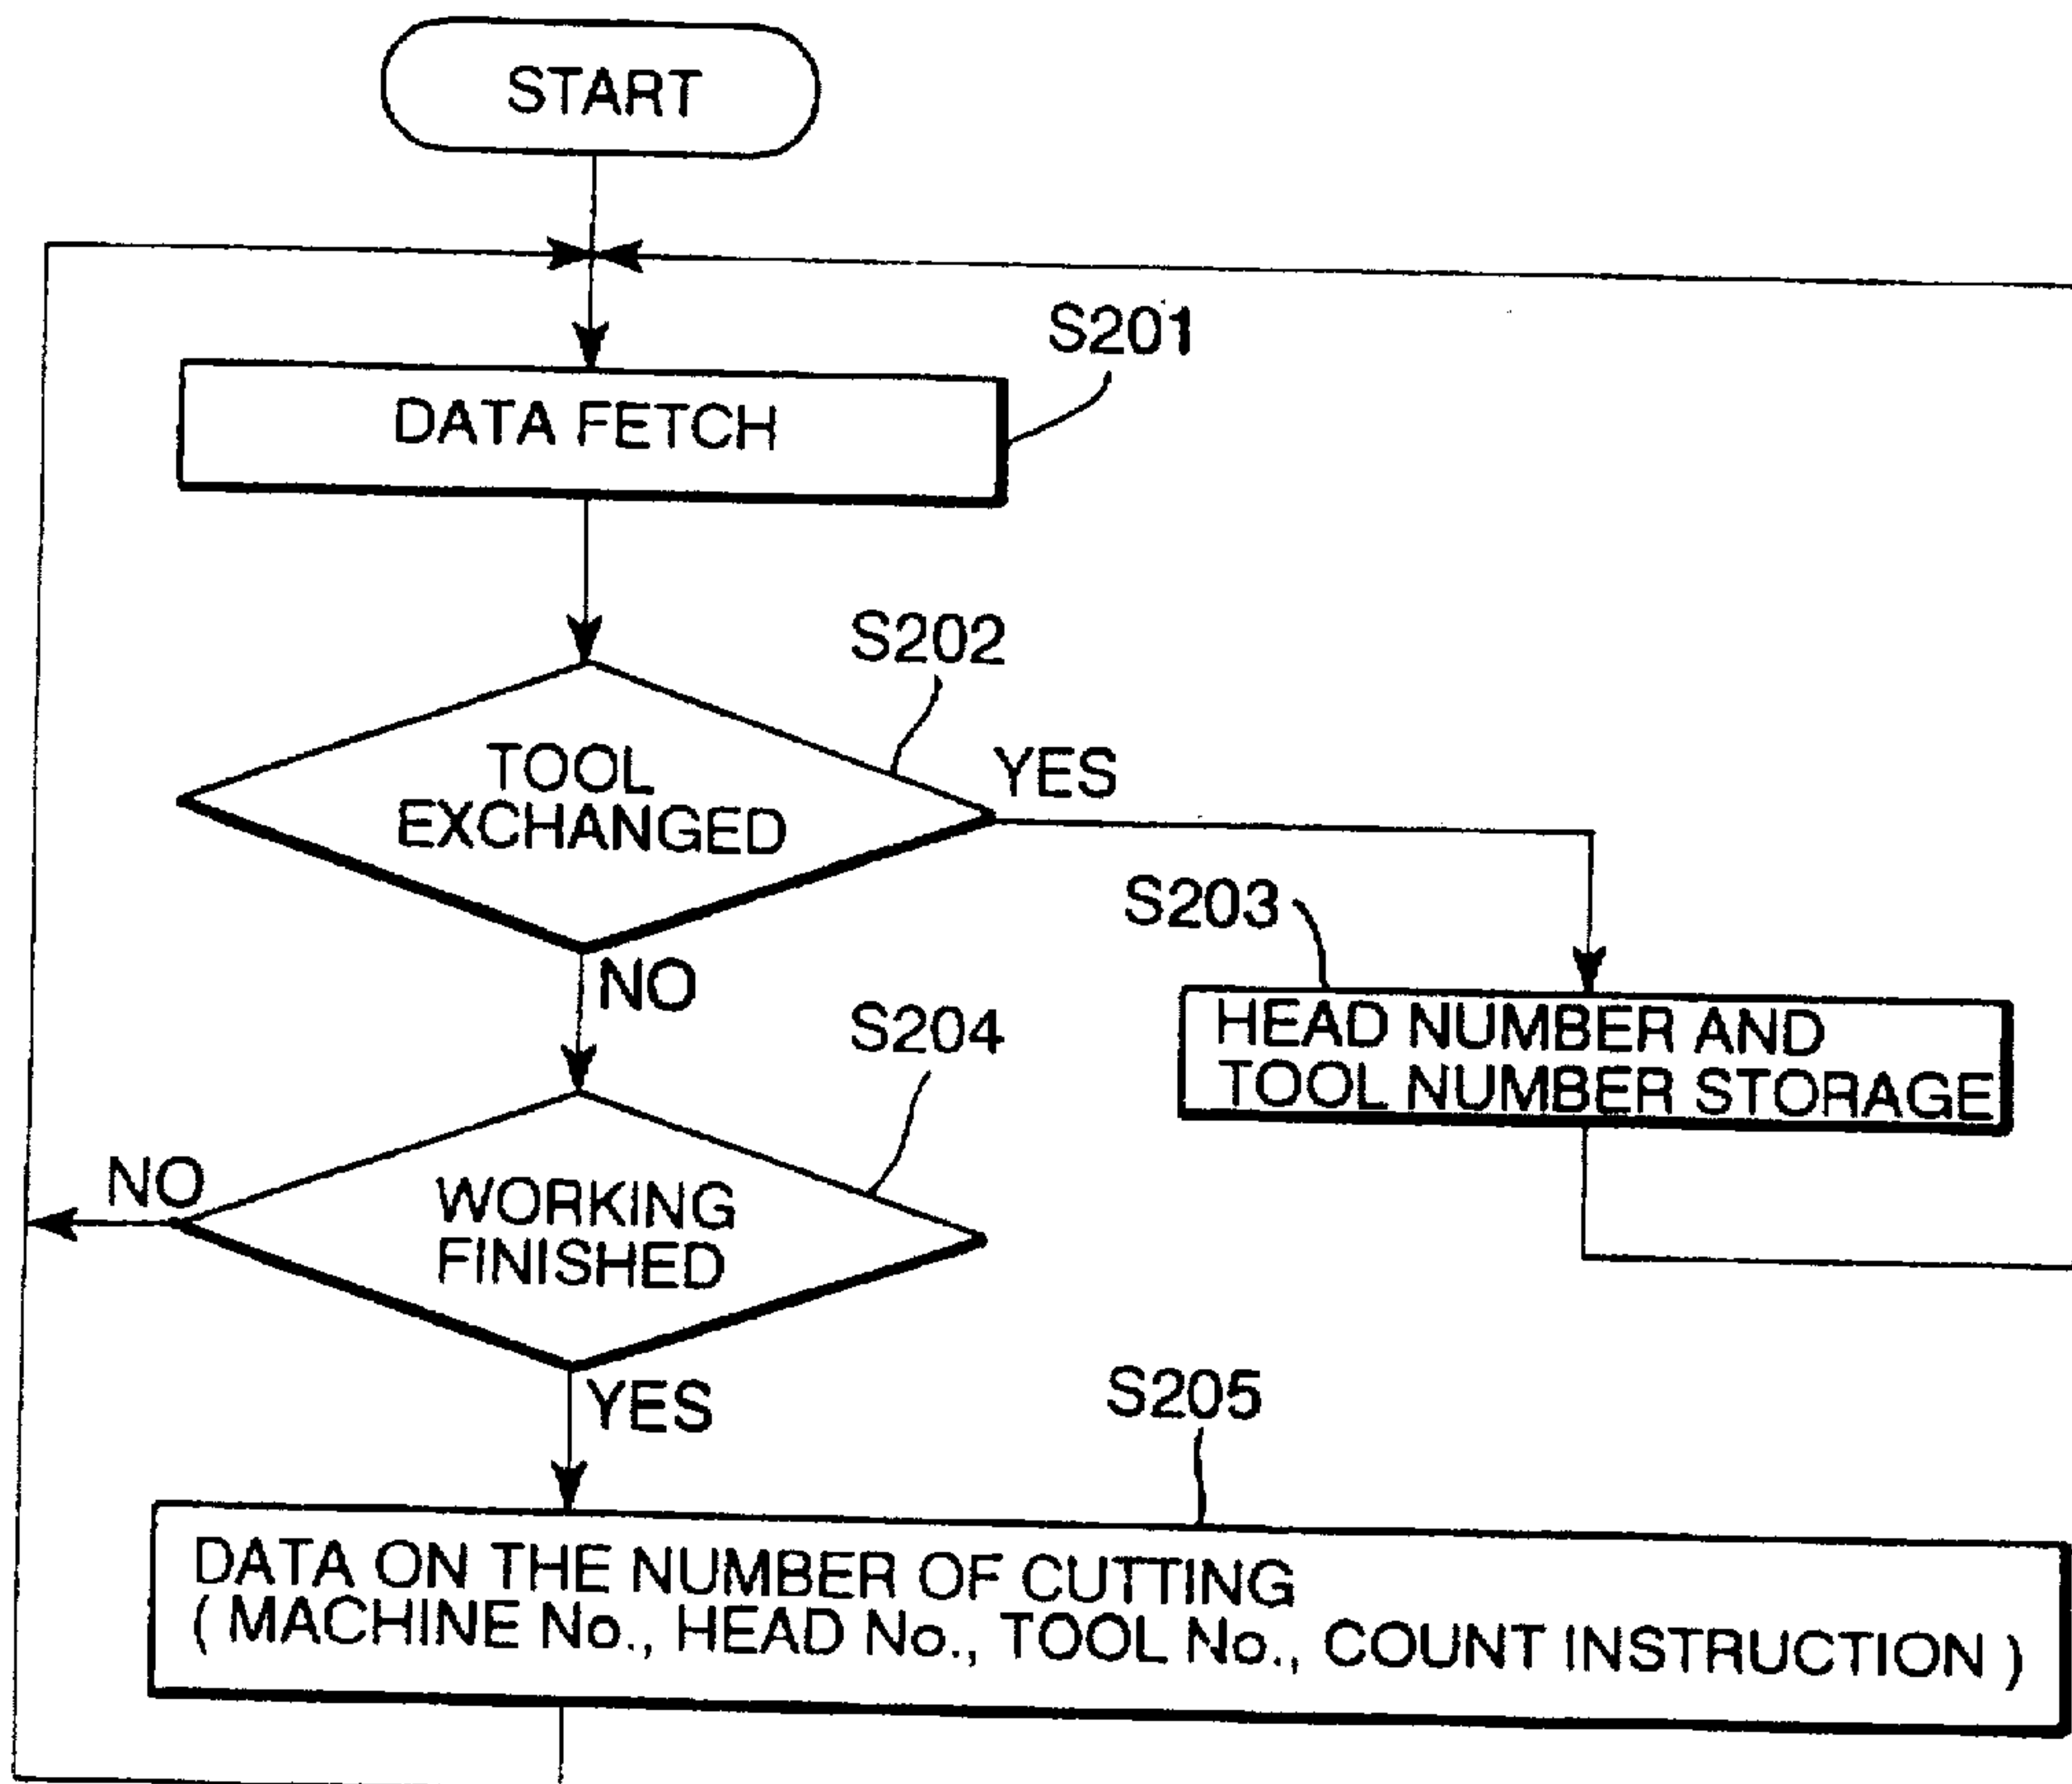 START
S201
DATA FETCH
S202
TOOL
EXCHANGED
YES
NO
S203
HEAD NUMBER AND
TOOL NUMBER STORAGE
S204
WORKING
FINISHED
NO
YES
S205
DATA ON THE NUMBER OF CUTTING
( MACHINE No., HEAD No., TOOL No., COUNT INSTRUCTION )